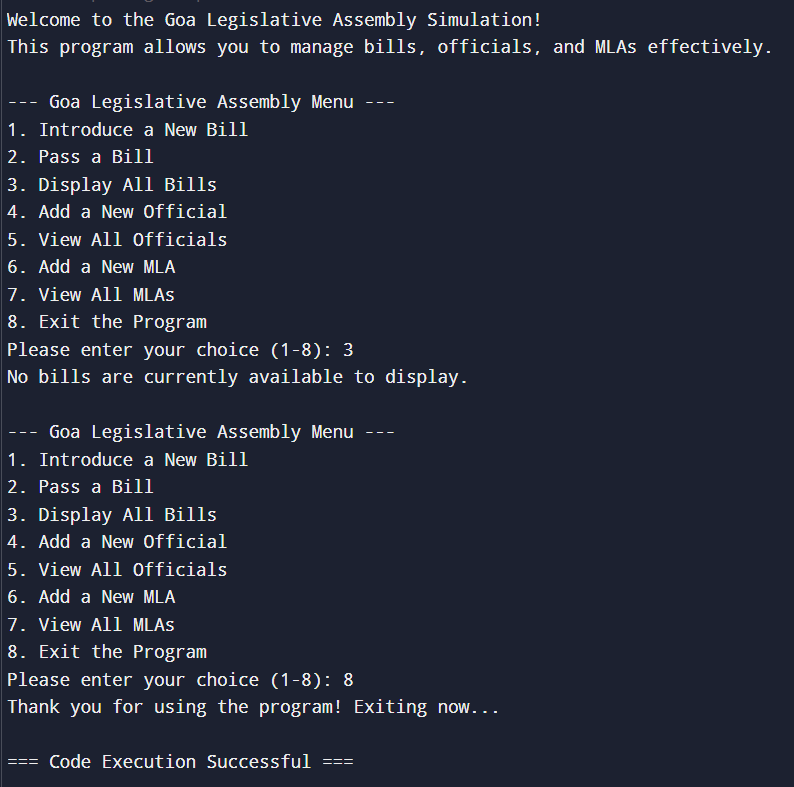 Welcome to the Goa Legislative Assembly Simulation!
This program allows you to manage bills, officials, and MLAs effectively.
--- Goa Legislative Assembly Menu ---
1. Introduce a New Bill
2. Pass a Bill
3. Display All Bills
4. Add a New Official
5. View All Officials
6. Add a New MLA
7. View All MLAs
8. Exit the Program
Please enter your choice (1-8): 3
No bills are currently available to display.
--- Goa Legislative Assembly Menu ---
1. Introduce a New Bill
2. Pass a Bill
3. Display All Bills
4. Add a New Official
5. View All Officials
6. Add a New MLA
7. View All MLAs
8. Exit the Program
Please enter your choice (1-8): 8
Thank you for using the program! Exiting now...
=== Code Execution Successful ===